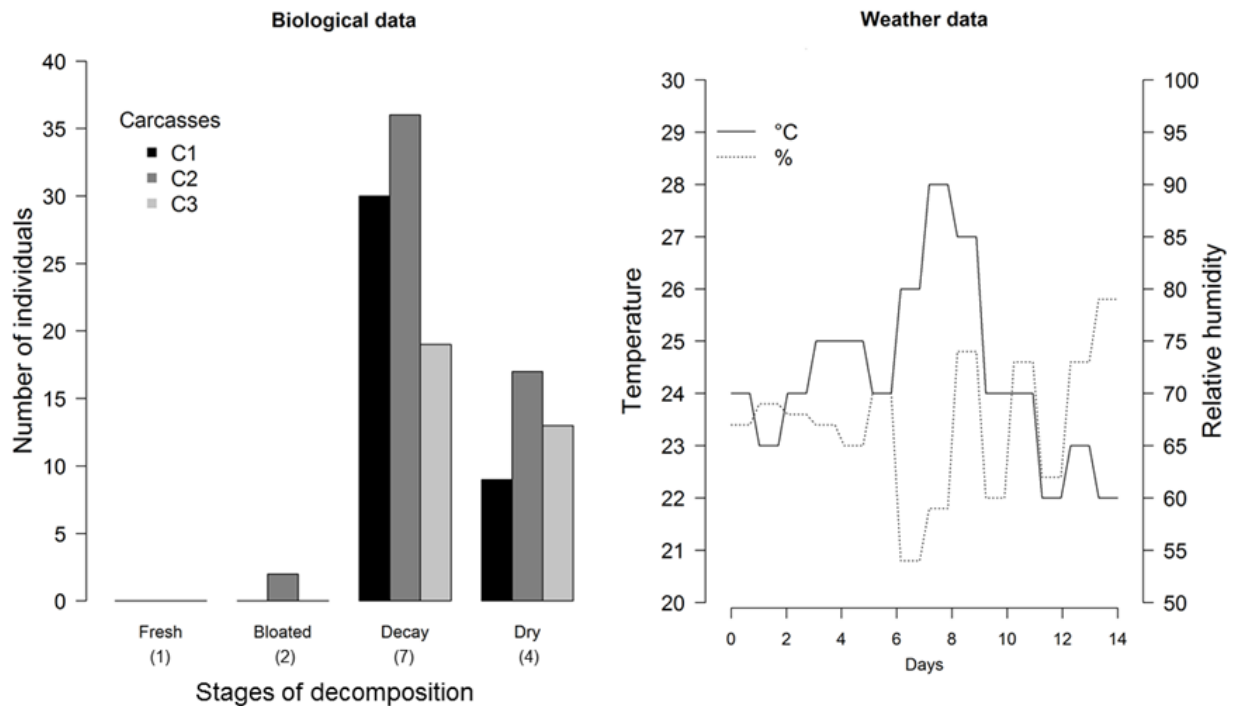 Biological data
Number of individuals
40
35
30
25
20
15
10
5
0
Carcasses
C1
C2
C3
Fresh
(1)
Bloated
(2)
Decay
(7)
Dry
(4)
Stages of decomposition
Weather data
Temperature
30
29
28
27
26
25
24
23
22
21
20
°C
%
100
95
90
85
80
75
70
65
60
55
50
Relative humidity
0 2 4 6 8 10 12 14
Days